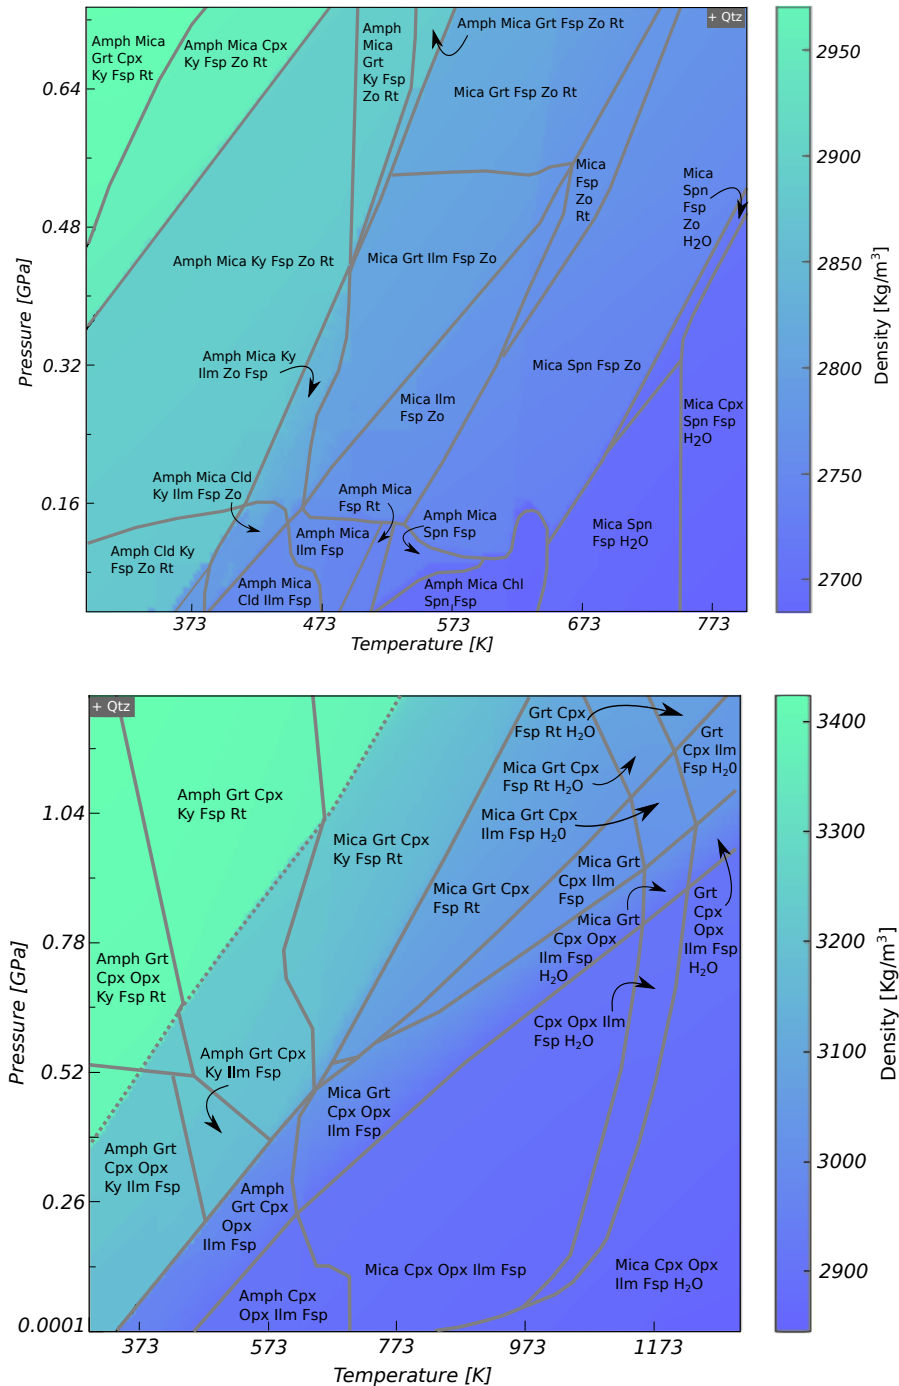 + Qtz
Amph Mica
Grt Cpx
Ky Fsp Rt
Amph Mica Cpx
Ky Fsp Zo Rt
Amph
Mica
Grt
Ky Fsp
Zo Rt
Amph Mica Grt Fsp Zo Rt
Mica Grt Fsp Zo Rt
Mica
Fsp
Zo
Rt
Mica
Spn
Fsp
Zo
H2O
Amph Mica Ky Fsp Zo Rt
Mica Grt Ilm Fsp Zo
Amph Mica Ky
Ilm Zo Fsp
Mica Spn Fsp Zo
Mica Ilm
Fsp Zo
Mica Cpx
Spn Fsp
H2O
Amph Mica Cld
Ky Ilm Fsp Zo
Amph Mica
Fsp Rt
Amph Mica
Spn Fsp
Mica Spn
Fsp H2O
Amph Cld Ky
Fsp Zo Rt
Amph Mica
Ilm Fsp
Amph Mica
Cld Ilm Fsp
Amph Mica Chl
Spn Fsp
0.64
0.48
0.32
0.16
Pressure [GPa]
373
473
573
673
773
Temperature [K]
2950
2900
2850
2800
2750
2700
Density [Kg/m3]
+ Qtz
Amph Grt Cpx
Ky Fsp Rt
Grt Cpx
Fsp Rt H2O
Grt
Cpx Ilm
Fsp H20
Mica Grt Cpx
Fsp Rt H2O
Mica Grt Cpx
Ilm Fsp H20
Mica Grt Cpx
Ky Fsp Rt
Mica Grt Cpx
Fsp Rt
Mica Grt
Cpx Ilm
Fsp
Mica Grt
Cpx Opx
Ilm Fsp
H2O
Grt
Cpx
Opx
Ilm Fsp
H2O
Amph Grt
Cpx Opx
Ky Fsp Rt
Cpx Opx Ilm
Fsp H2O
Amph Grt Cpx
Ky Ilm Fsp
Mica Grt
Cpx Opx
Ilm Fsp
Amph Grt
Cpx Opx
Ky Ilm Fsp
Amph
Grt Cpx
Opx
Ilm Fsp
Mica Cpx Opx Ilm Fsp
Mica Cpx Opx
Ilm Fsp H2O
Amph Cpx
Opx Ilm Fsp
1.04
0.78
0.52
0.26
0.0001
Pressure [GPa]
373
573
773
973
1173
Temperature [K]
3400
3300
3200
3100
3000
2900
Density [Kg/m3]